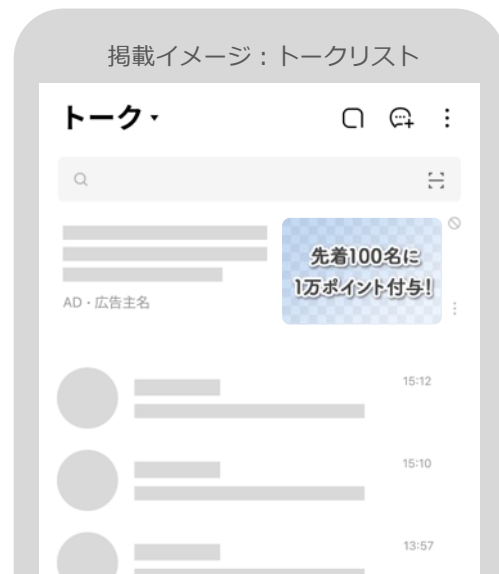 掲載イメージ：トークリスト
トーク
先着100名に
1万ポイント付与!
AD・広告主名
15:12
15:10
13:57